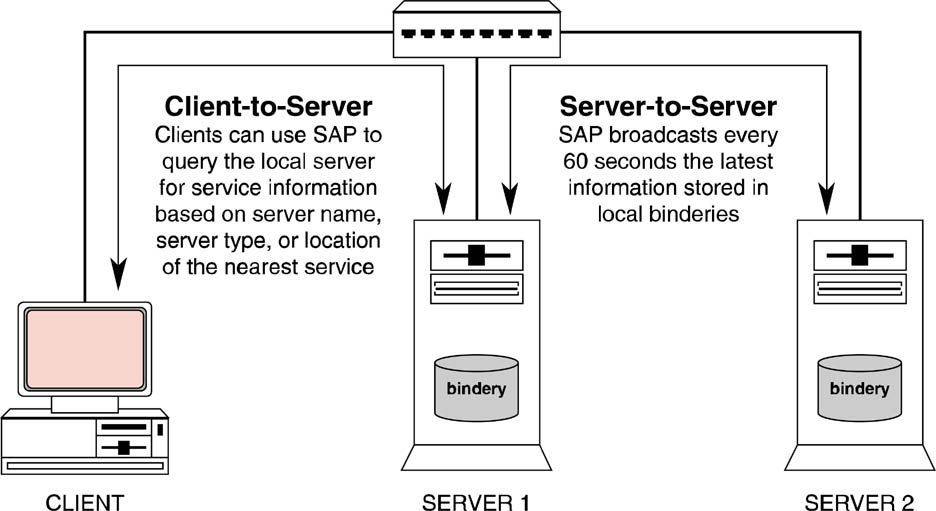 Client-to-Server
Clients can use SAP to
query the local server
for service information
based on server name,
server type, or location
of the nearest service
Server-to-Server
SAP broadcasts every
60 seconds the latest
information stored in
local binderies
bindery
bindery
CLIENT
SERVER 1
SERVER 2